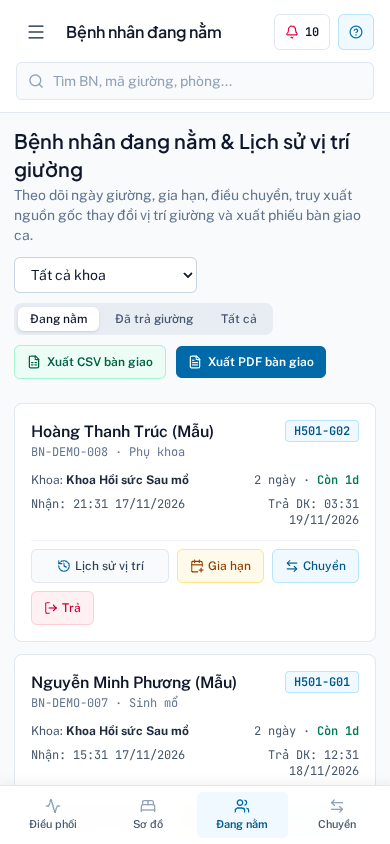 Bệnh nhân đang nằm
10
Tìm BN, mã giường, phòng...
Bệnh nhân đang nằm & Lịch sử vị trí
giường
Theo dõi ngày giường, gia hạn, điều chuyển, truy xuất
nguồn gốc thay đổi vị trí giường và xuất phiếu bàn giao
ca.
Tất cả khoa
Đang nằm Đã trả giường Tất cả
Xuất CSV bàn giao Xuất PDF bàn giao
Hoàng Thanh Trúc (Mẫu) H501-G02
BN-DEMO-008 · Phụ khoa
Khoa: Khoa Hồi sức Sau mổ 2 ngày · Còn 1d
Nhận: 21:31 17/11/2026 Trả DK: 03:31
19/11/2026
Lịch sử vị trí Gia hạn Chuyển
Trả
Nguyễn Minh Phương (Mẫu) H501-G01
BN-DEMO-007 · Sinh mổ
Khoa: Khoa Hồi sức Sau mổ 2 ngày · Còn 1d
Nhận: 15:31 17/11/2026 Trả DK: 12:31
18/11/2026
Điều phối Sơ đồ Đang nằm Chuyển